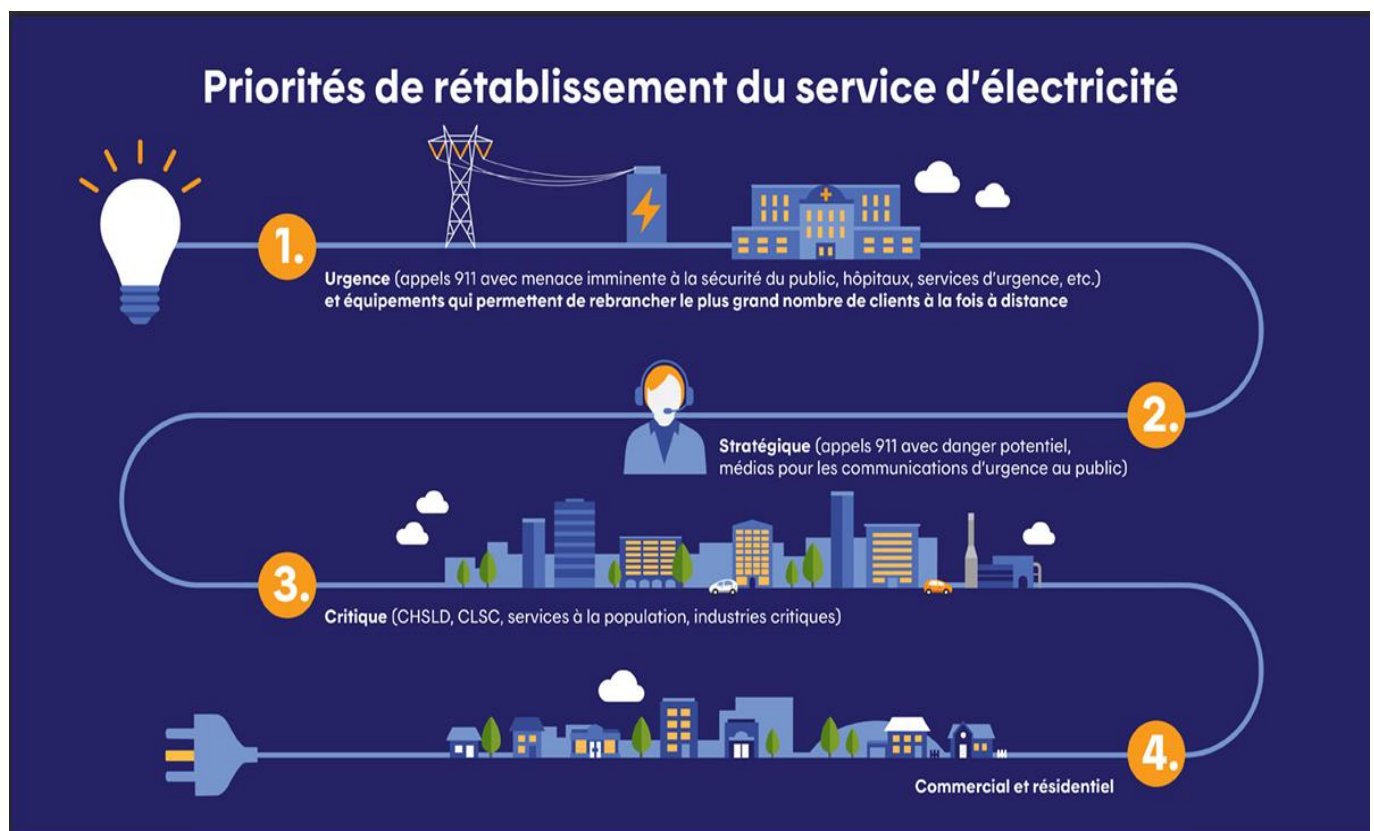 Priorités de rétablissement du service d'électricité
1.
Urgence (appels 911 avec menace imminente à la sécurité du public, hôpitaux, services d'urgence, etc.)
et équipements qui permettent de rebrancher le plus grand nombre de clients à la fois à distance
2.
Stratégique (appels 911 avec danger potentiel,
médias pour les communications d'urgence au public)
3.
Critique (CHSLD, CLSC, services à la population, industries critiques)
4.
Commercial et résidentiel